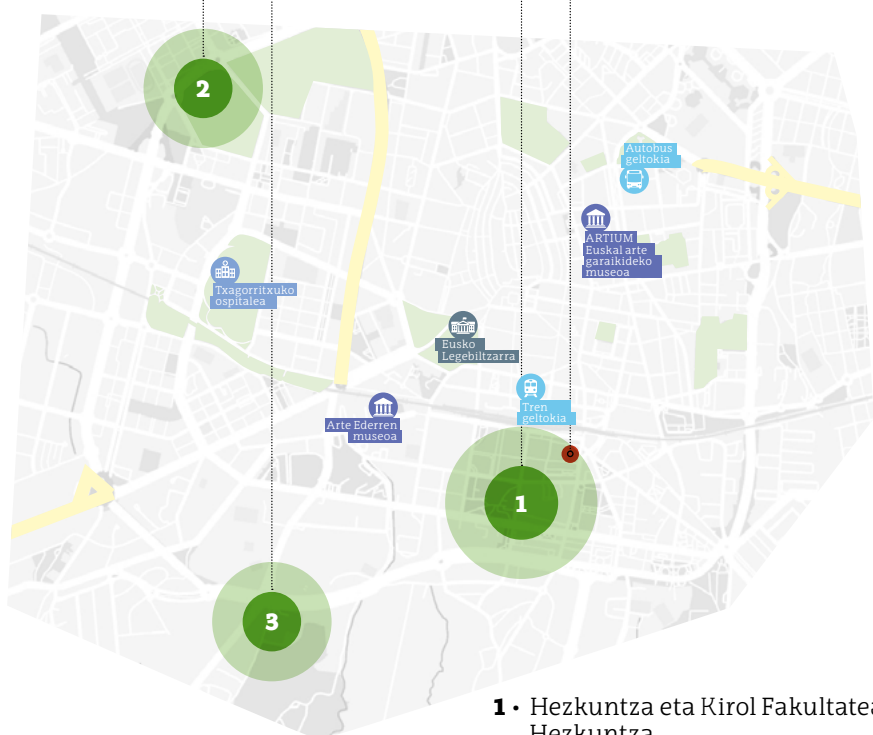 2
Autobus
geltokia
ARTIUM
Euskal arte
garaikideko
museoa
Txagorritxuko
ospitalea
Eusko
Legebiltzarra
Tren
geltokia
Arte Ederren
museoa
1
3
1 • Hezkuntza eta Kirol Fakultatea
Hezkuntza